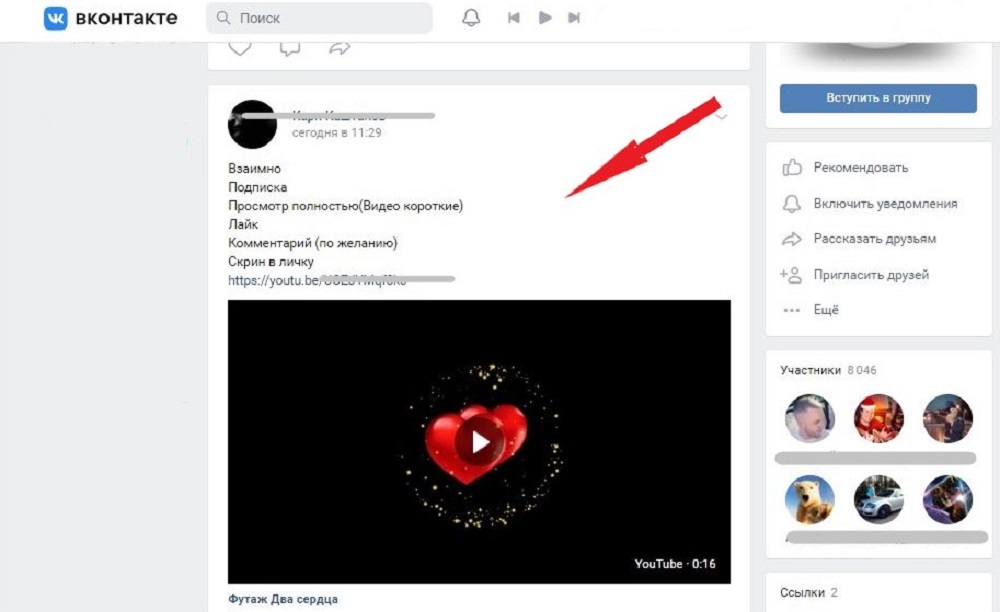 вконтакте
Поиск
сегодня в 11:29
Взаимно
Подписка
Просмотр полностью(Видео короткие)
Лайк
Комментарий (по желанию)
Скрин в личку
https://youtu.be/
YouTube · 0:16
Футаж Два сердца
Вступить в группу
Рекомендовать
Включить уведомления
Рассказать друзьям
Пригласить друзей
Ещё
Участники 8 046
Ссылки 2